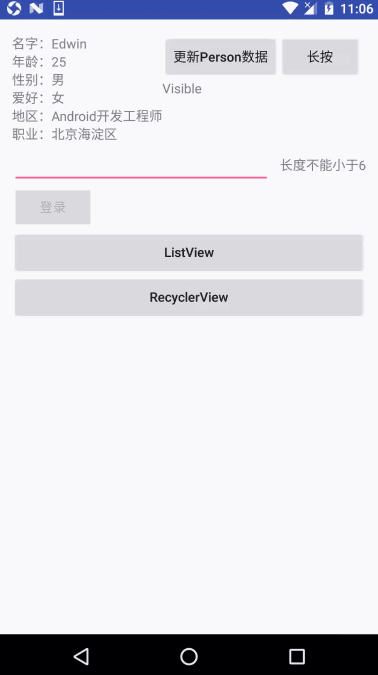 11:06
名字：Edwin
年龄：25
性别：男
爱好：女
地区：Android开发工程师
职业：北京海淀区
更新Person数据
长按
Visible
长度不能小于6
登录
ListView
RecyclerView